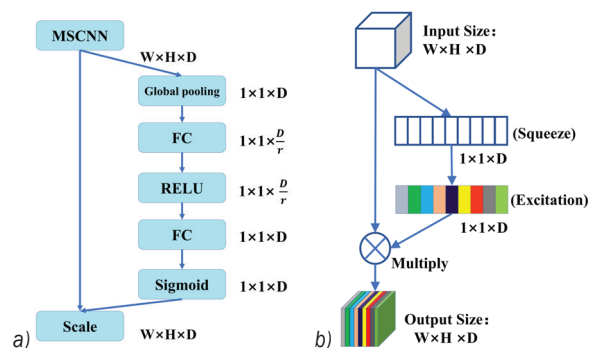 MSCNN
W×H×D
Global pooling 1×1×D
FC 1×1×D/r
RELU 1×1×D/r
FC 1×1×D
Sigmoid 1×1×D
a) Scale W×H×D
Input Size:
W×H ×D
(Squeeze)
1×1×D
(Excitation)
1×1×D
Multiply
b) Output Size:
W×H ×D